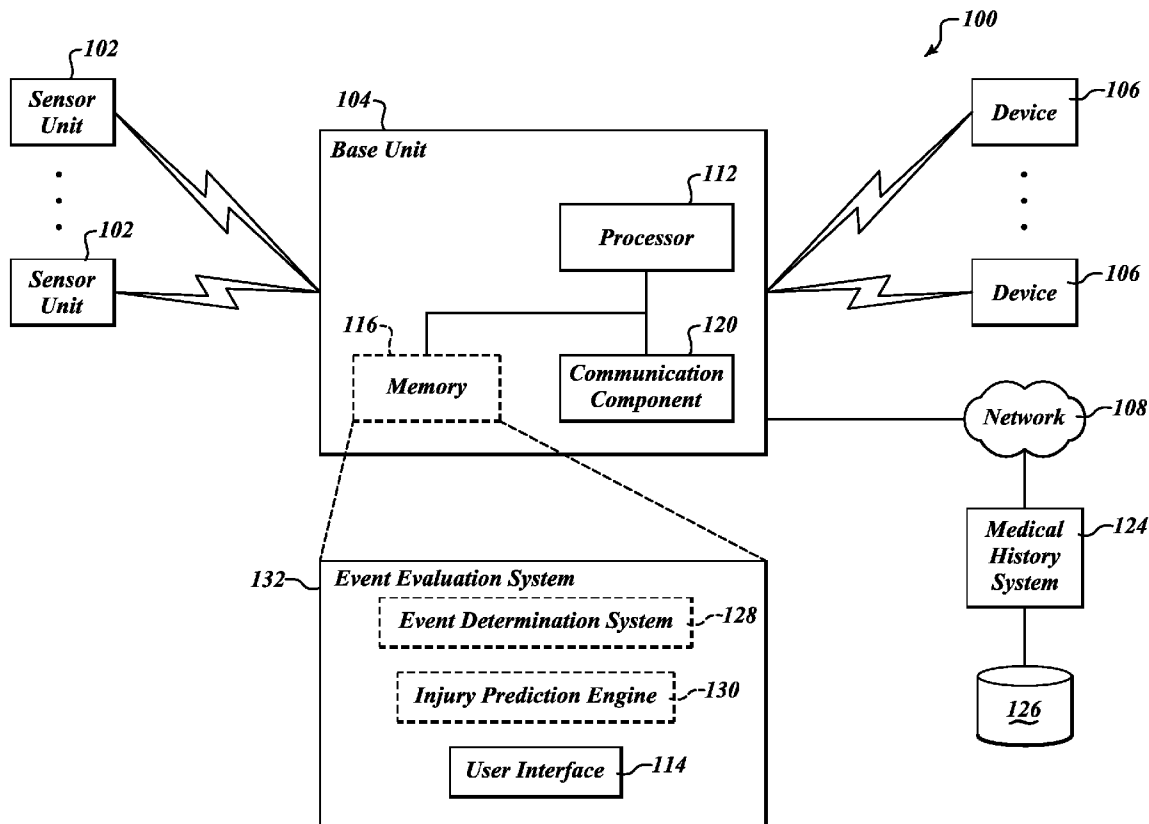 100
102
Sensor
Unit
102
Sensor
Unit
104
Base Unit
112
Processor
116
Memory
120
Communication
Component
106
Device
106
Device
Network
108
Medical
History
System
124
126
132
Event Evaluation System
Event Determination System
128
Injury Prediction Engine
130
User Interface
114